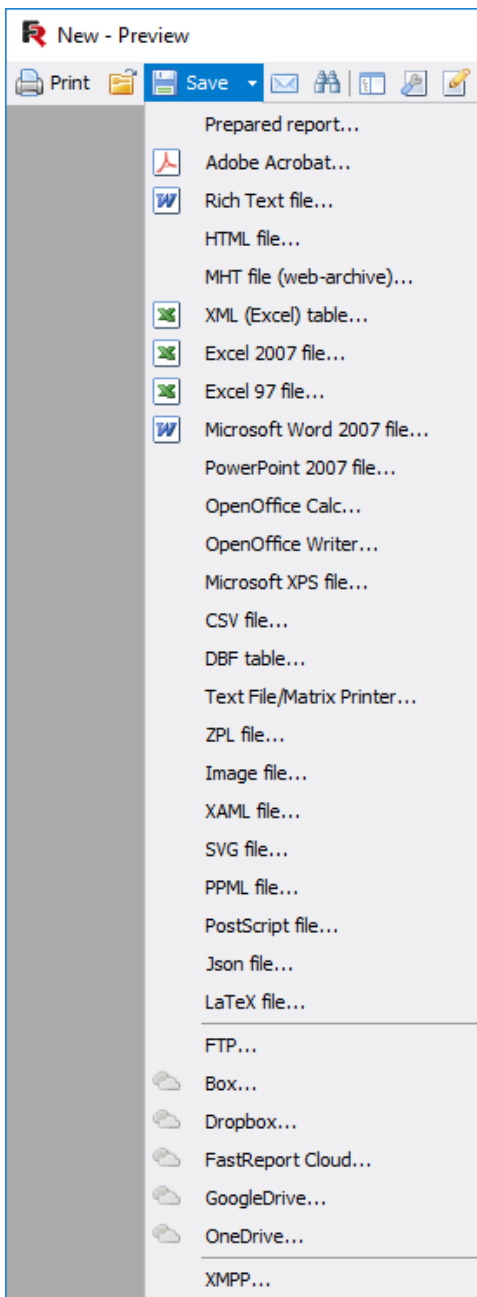 New - Preview
Print Save
Prepared report...
Adobe Acrobat...
Rich Text file...
HTML file...
MHT file (web-archive)...
XML (Excel) table...
Excel 2007 file...
Excel 97 file...
Microsoft Word 2007 file...
PowerPoint 2007 file...
OpenOffice Calc...
OpenOffice Writer...
Microsoft XPS file...
CSV file...
DBF table...
Text File/Matrix Printer...
ZPL file...
Image file...
XAML file...
SVG file...
PPML file...
PostScript file...
Json file...
LaTeX file...
FTP...
Box...
Dropbox...
FastReport Cloud...
GoogleDrive...
OneDrive...
XMPP...